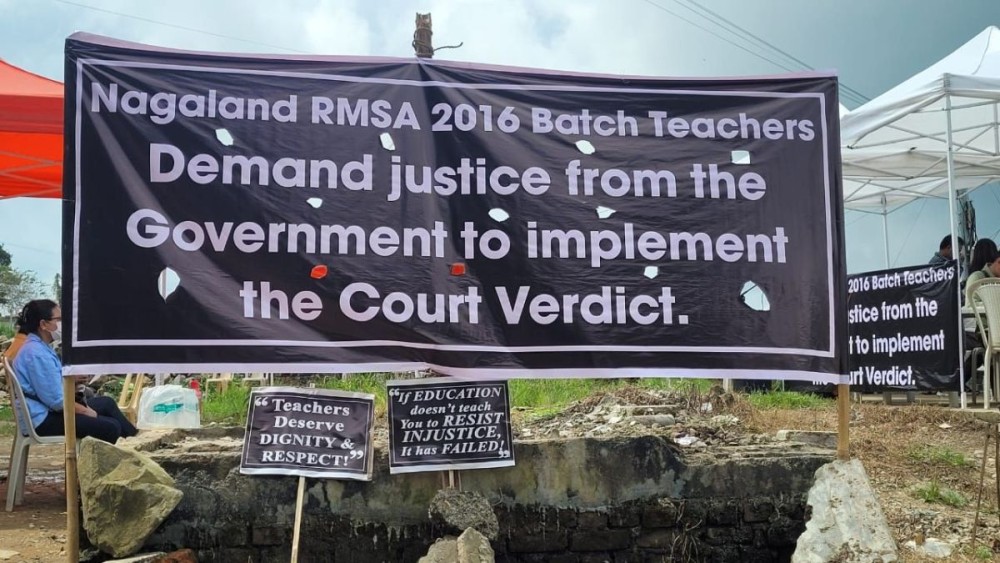 Nagaland RMSA 2016 Batch Teachers
Demand justice from the
Government to implement
the Court Verdict.
“Teachers
Deserve
DIGNITY &
RESPECT!”
“If EDUCATION
doesn't teach
You to RESIST
INJUSTICE,
It has FAILED!”
2016 Batch Teachers
stice from the
t to implement
urt Verdict.